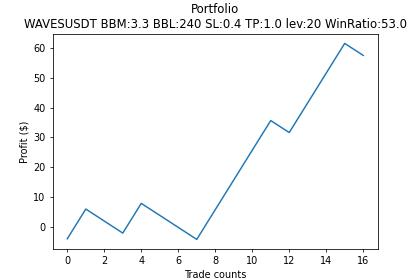 Portfolio
WAVESUSDT BBM:3.3 BBL:240 SL:0.4 TP:1.0 lev:20 WinRatio:53.0
60
50
40
30
20
10
0
Profit ($)
0 2 4 6 8 10 12 14 16
Trade counts